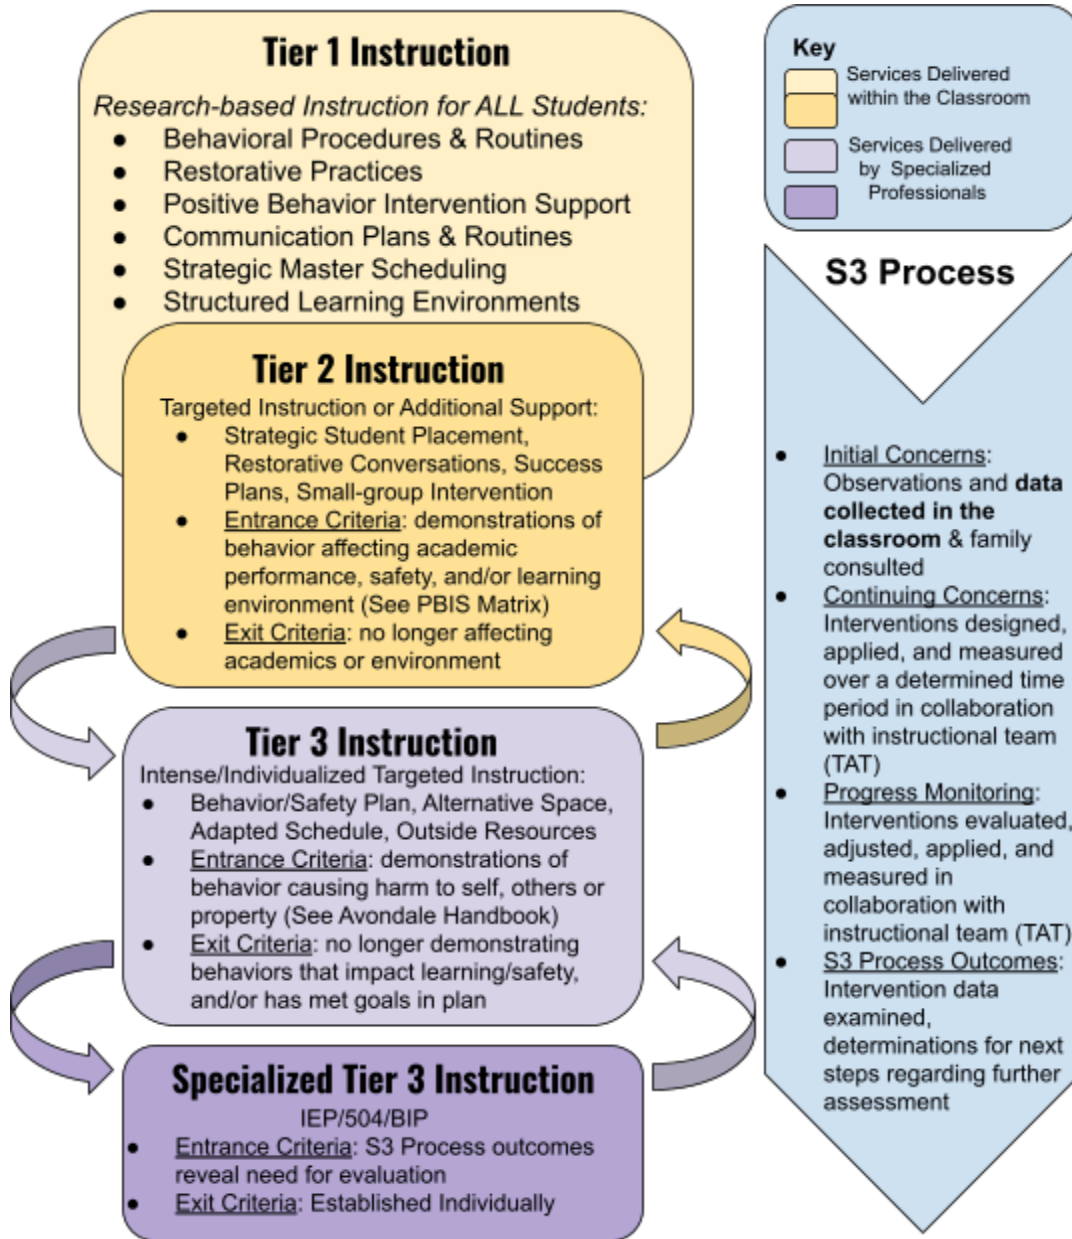 Tier 1 Instruction
Research-based Instruction for ALL Students:
● Behavioral Procedures & Routines
● Restorative Practices
● Positive Behavior Intervention Support
● Communication Plans & Routines
● Strategic Master Scheduling
● Structured Learning Environments
Tier 2 Instruction
Targeted Instruction or Additional Support:
● Strategic Student Placement,
Restorative Conversations, Success
Plans, Small-group Intervention
● Entrance Criteria: demonstrations of
behavior affecting academic
performance, safety, and/or learning
environment (See PBIS Matrix)
● Exit Criteria: no longer affecting
academics or environment
Tier 3 Instruction
Intense/Individualized Targeted Instruction:
● Behavior/Safety Plan, Alternative Space,
Adapted Schedule, Outside Resources
● Entrance Criteria: demonstrations of
behavior causing harm to self, others or
property (See Avondale Handbook)
● Exit Criteria: no longer demonstrating
behaviors that impact learning/safety,
and/or has met goals in plan
Specialized Tier 3 Instruction
IEP/504/BIP
● Entrance Criteria: S3 Process outcomes
reveal need for evaluation
● Exit Criteria: Established Individually
Key
Services Delivered
within the Classroom
Services Delivered
by Specialized
Professionals
S3 Process
● Initial Concerns:
Observations and data
collected in the
classroom & family
consulted
● Continuing Concerns:
Interventions designed,
applied, and measured
over a determined time
period in collaboration
with instructional team
(TAT)
● Progress Monitoring:
Interventions evaluated,
adjusted, applied, and
measured in
collaboration with
instructional team (TAT)
● S3 Process Outcomes:
Intervention data
examined,
determinations for next
steps regarding further
assessment